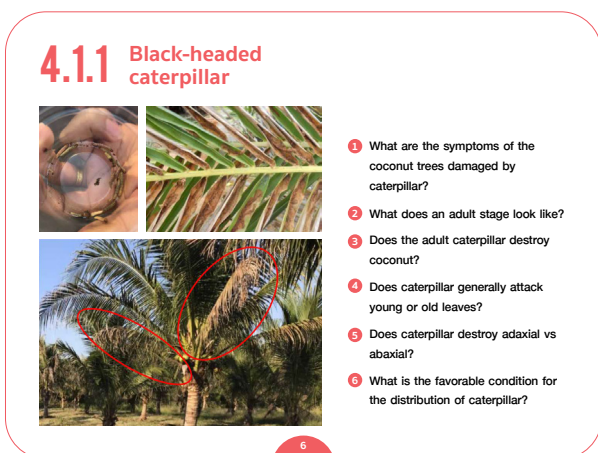 4.1.1 Black-headed
caterpillar
1 What are the symptoms of the
coconut trees damaged by
caterpillar?
2 What does an adult stage look like?
3 Does the adult caterpillar destroy
coconut?
4 Does caterpillar generally attack
young or old leaves?
5 Does caterpillar destroy adaxial vs
abaxial?
6 What is the favorable condition for
the distribution of caterpillar?
6